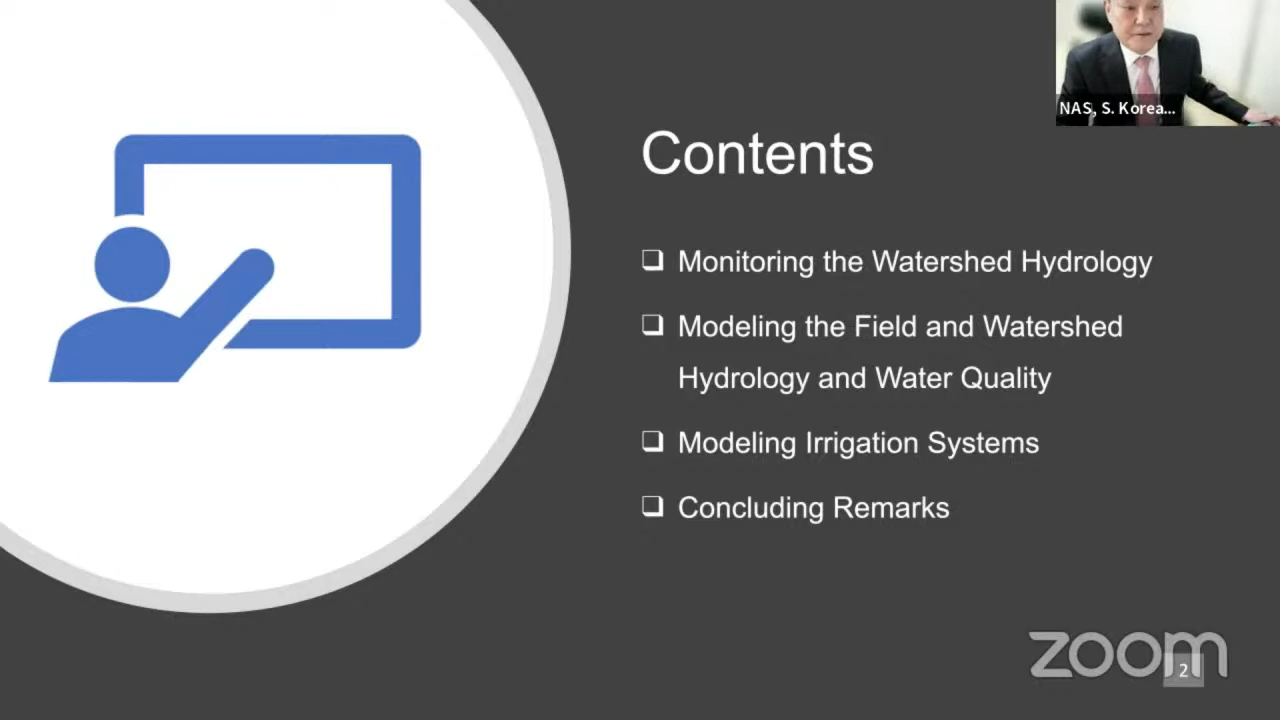 NAS, S. Korea...
Contents
❑ Monitoring the Watershed Hydrology
❑ Modeling the Field and Watershed
Hydrology and Water Quality
❑ Modeling Irrigation Systems
❑ Concluding Remarks
zoom
2